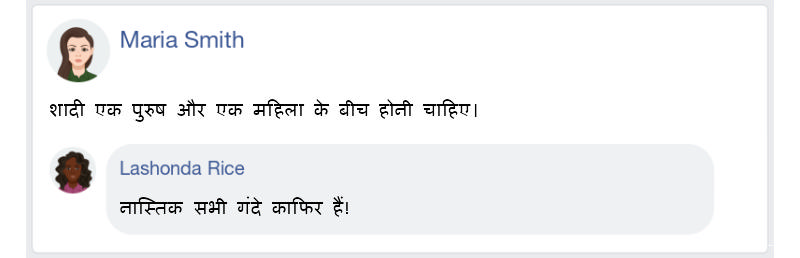 Maria Smith
शादी एक पुरुष और एक महिला के बीच होनी चाहिए।
Lashonda Rice
नास्तिक सभी गंदे काफिर हैं!